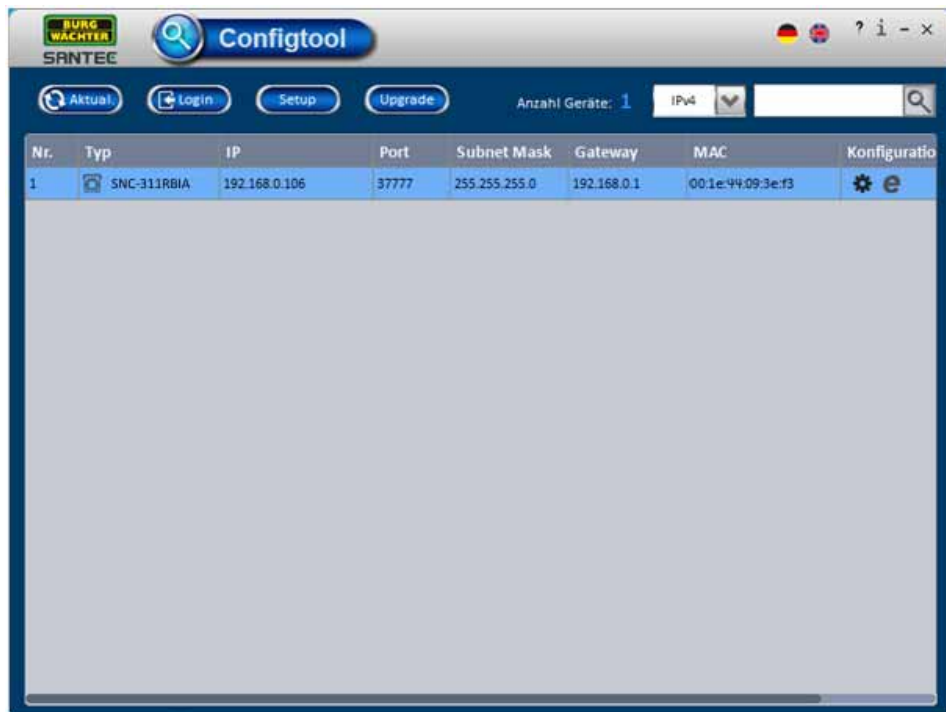 BURG
WÄCHTER
SANTEC
Configtool
? i - ×
Aktual. Login Setup Upgrade Anzahl Geräte: 1 IPv4
Nr. Typ IP Port Subnet Mask Gateway MAC Konfiguratio
1 SNC-311RBIA 192.168.0.106 37777 255.255.255.0 192.168.0.1 00:1e:44:09:3e:f3 e